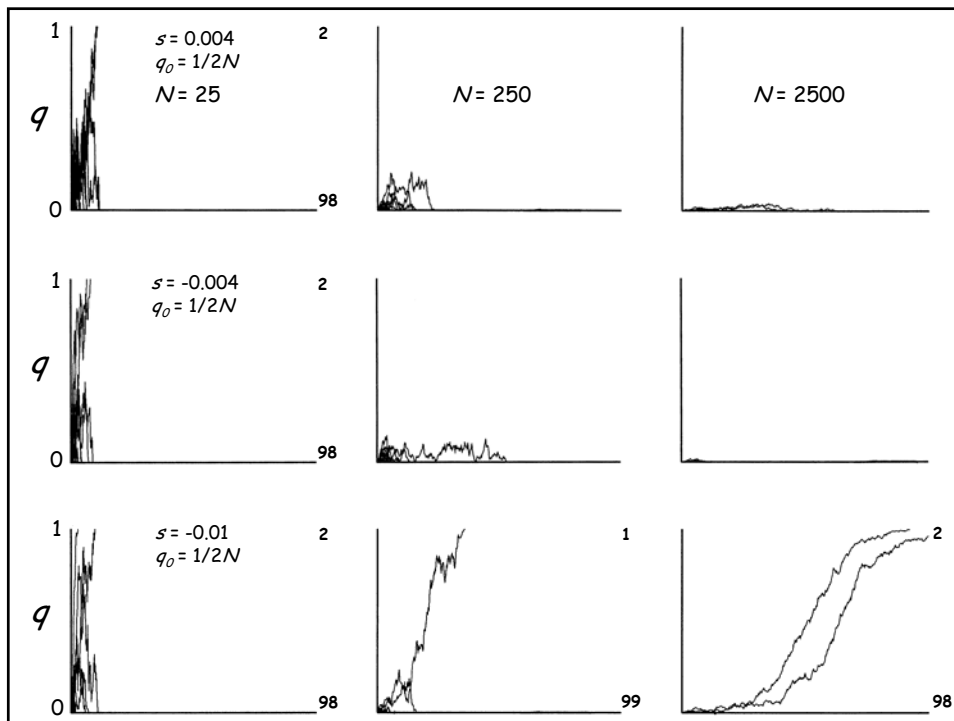 1
s = 0.004
2
q₀ = 1/2N
N = 25
N = 250
N = 2500
q
0
98
1
s = -0.004
2
q₀ = 1/2N
q
0
98
1
s = -0.01
2
1
2
q₀ = 1/2N
q
0
98
99
98